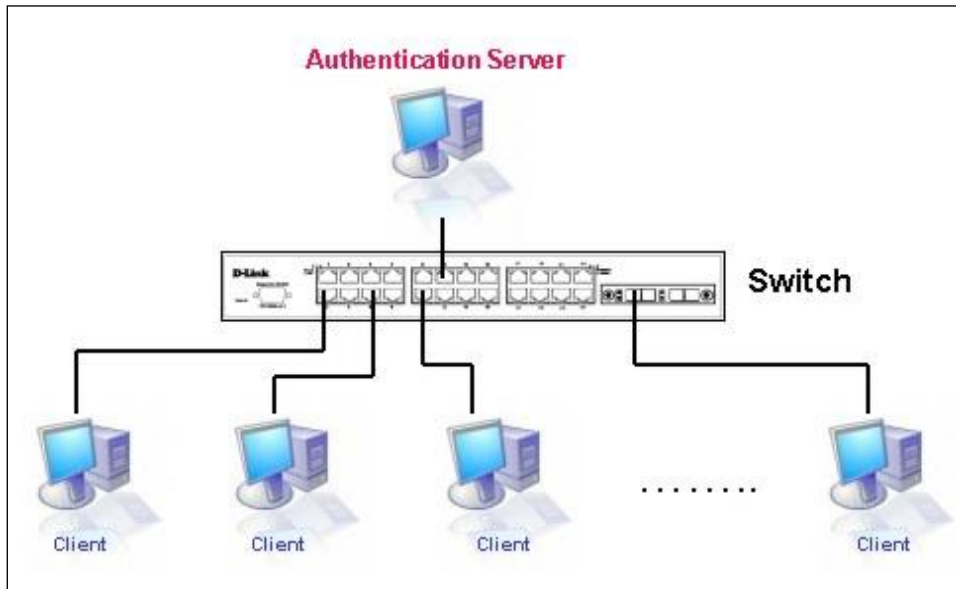 Authentication Server
D-Link
Switch
Client
Client
Client
. . . . . . . .
Client